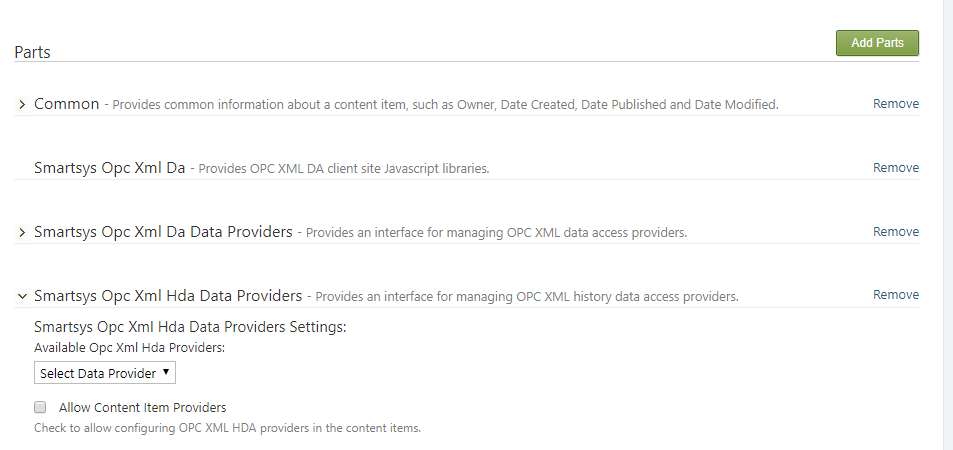 Parts
Add Parts
Common - Provides common information about a content item, such as Owner, Date Created, Date Published and Date Modified.
Remove
Smartsys Opc Xml Da - Provides OPC XML DA client site Javascript libraries.
Remove
Smartsys Opc Xml Da Data Providers - Provides an interface for managing OPC XML data access providers.
Remove
Smartsys Opc Xml Hda Data Providers - Provides an interface for managing OPC XML history data access providers.
Remove
Smartsys Opc Xml Hda Data Providers Settings:
Available Opc Xml Hda Providers:
Select Data Provider
Allow Content Item Providers
Check to allow configuring OPC XML HDA providers in the content items.